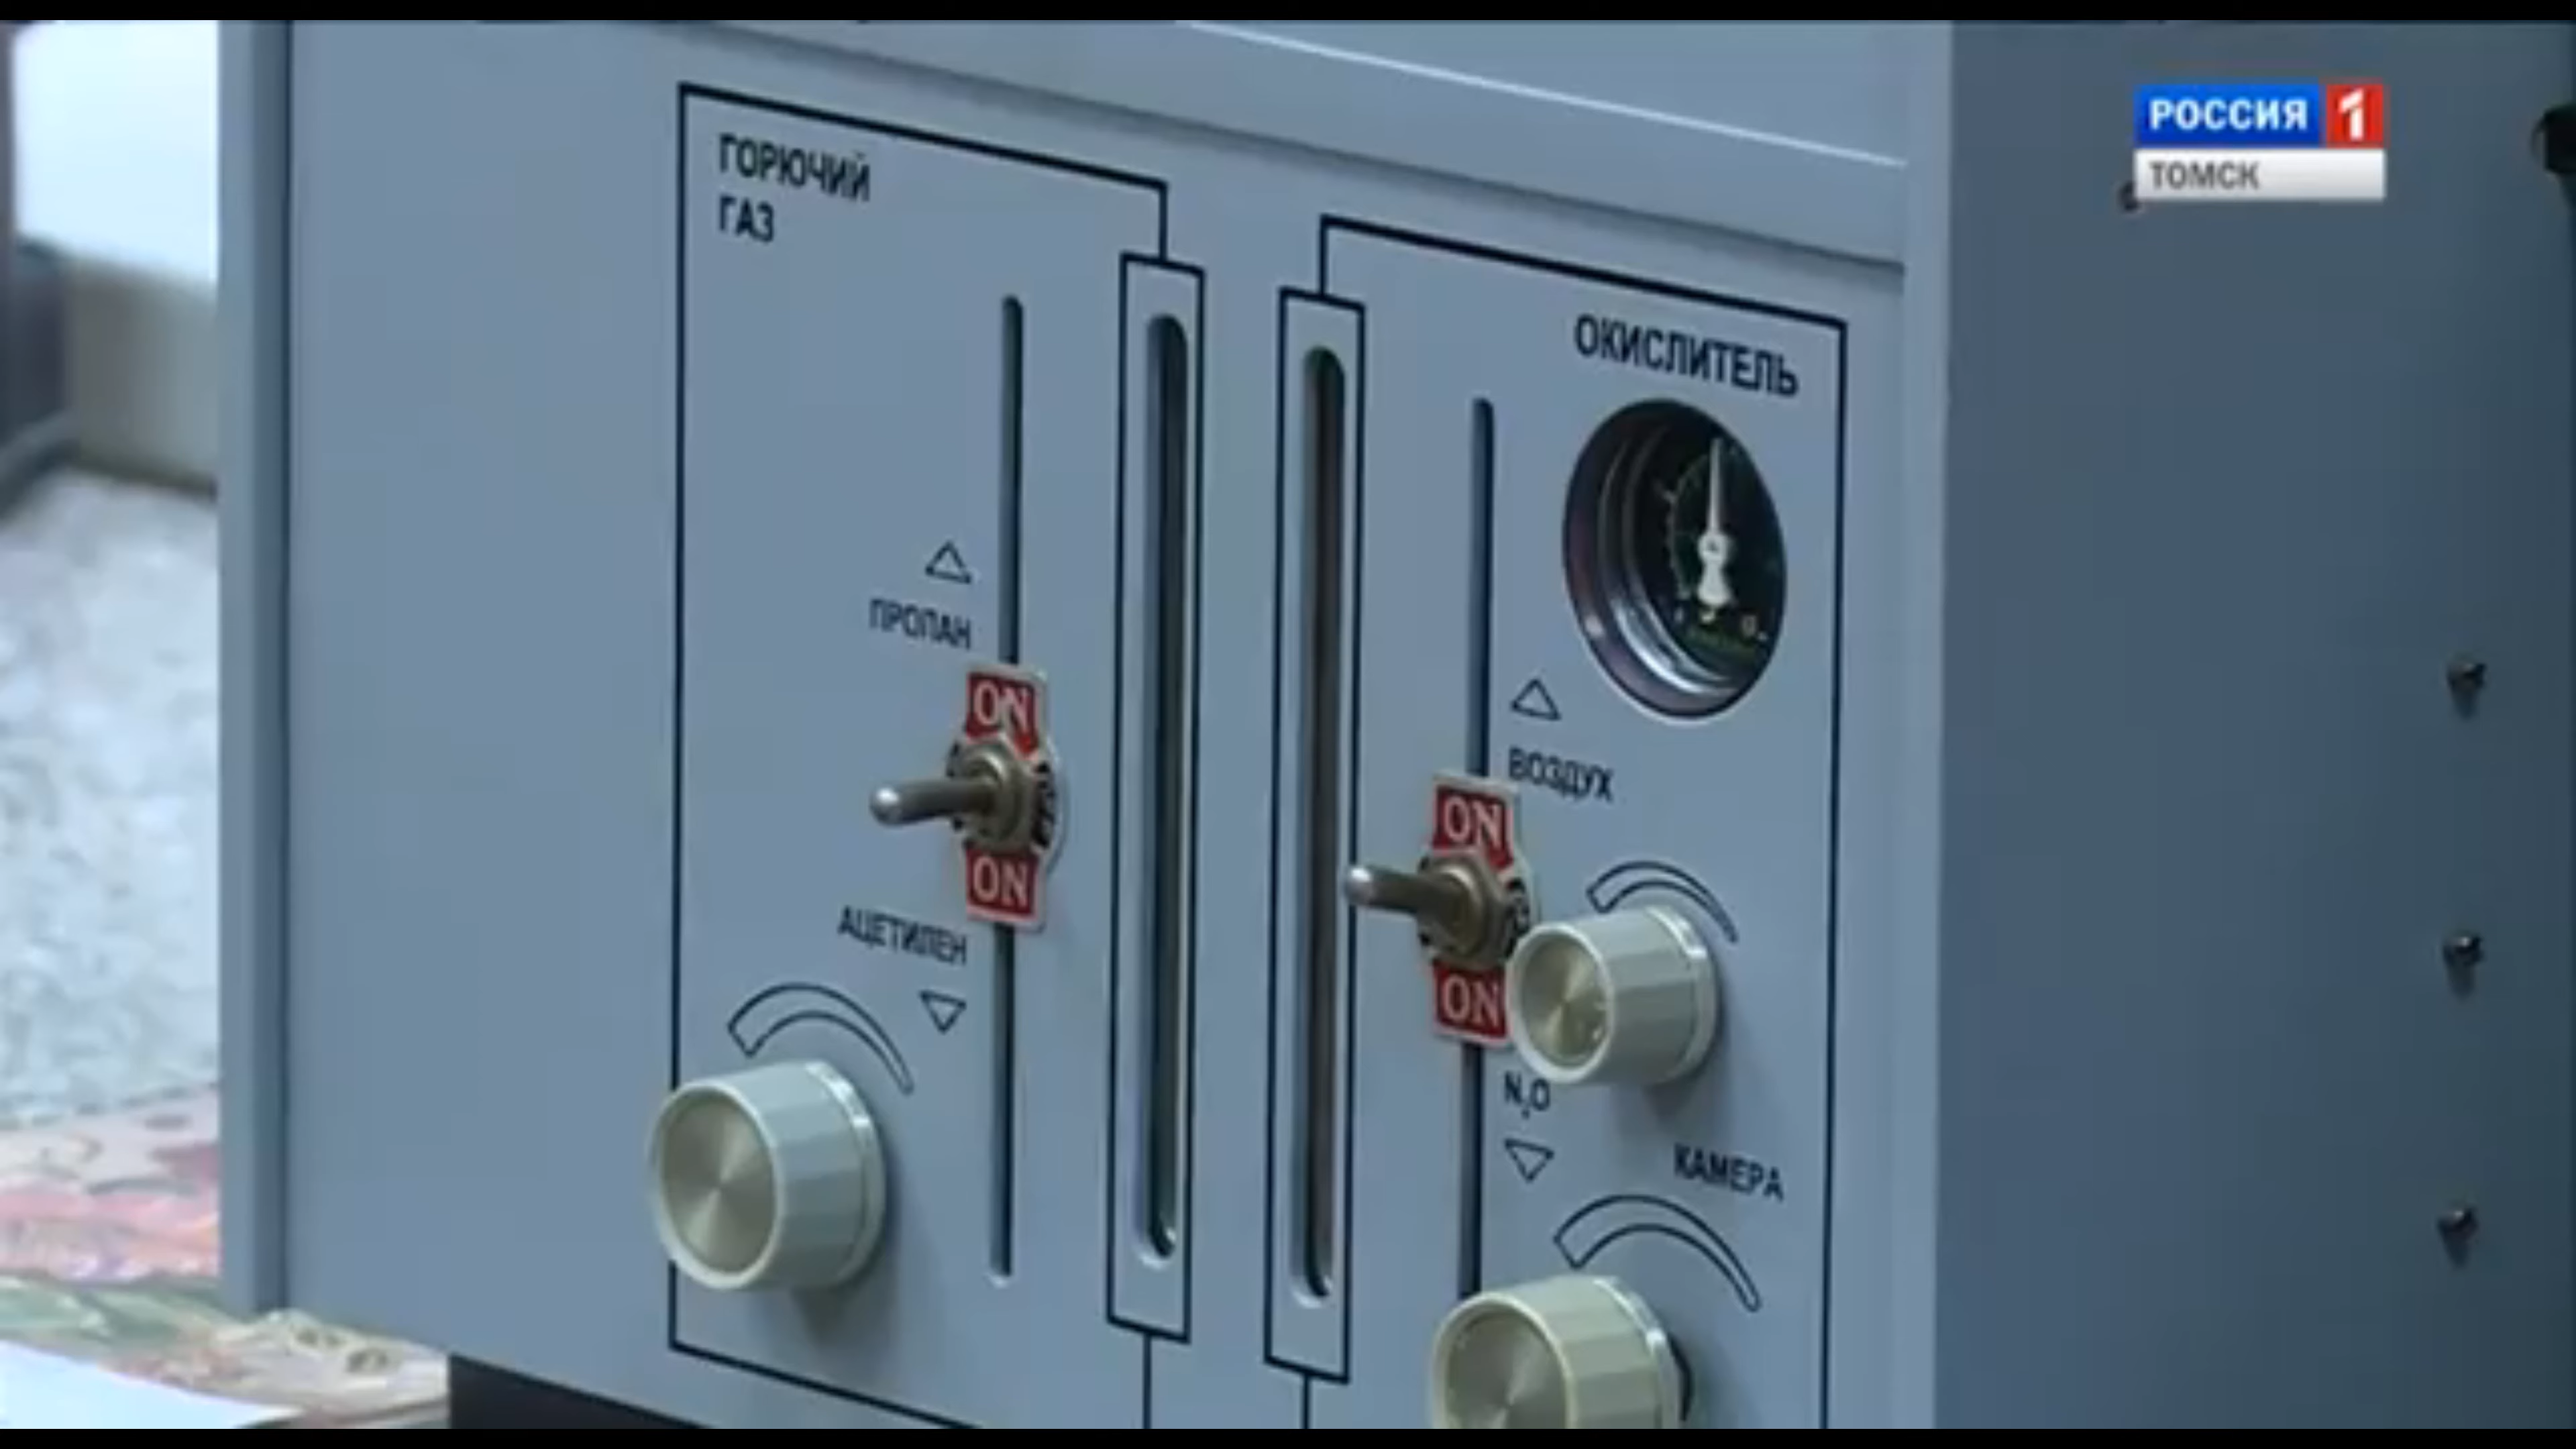 РОССИЯ 1
ТОМСК
ГОРЮЧИЙ
ГАЗ
ОКИСЛИТЕЛЬ
ПРОПАН
ON
ON
АЦЕТИЛЕН
ВОЗДУХ
ON
ON
N₂O
КАМЕРА